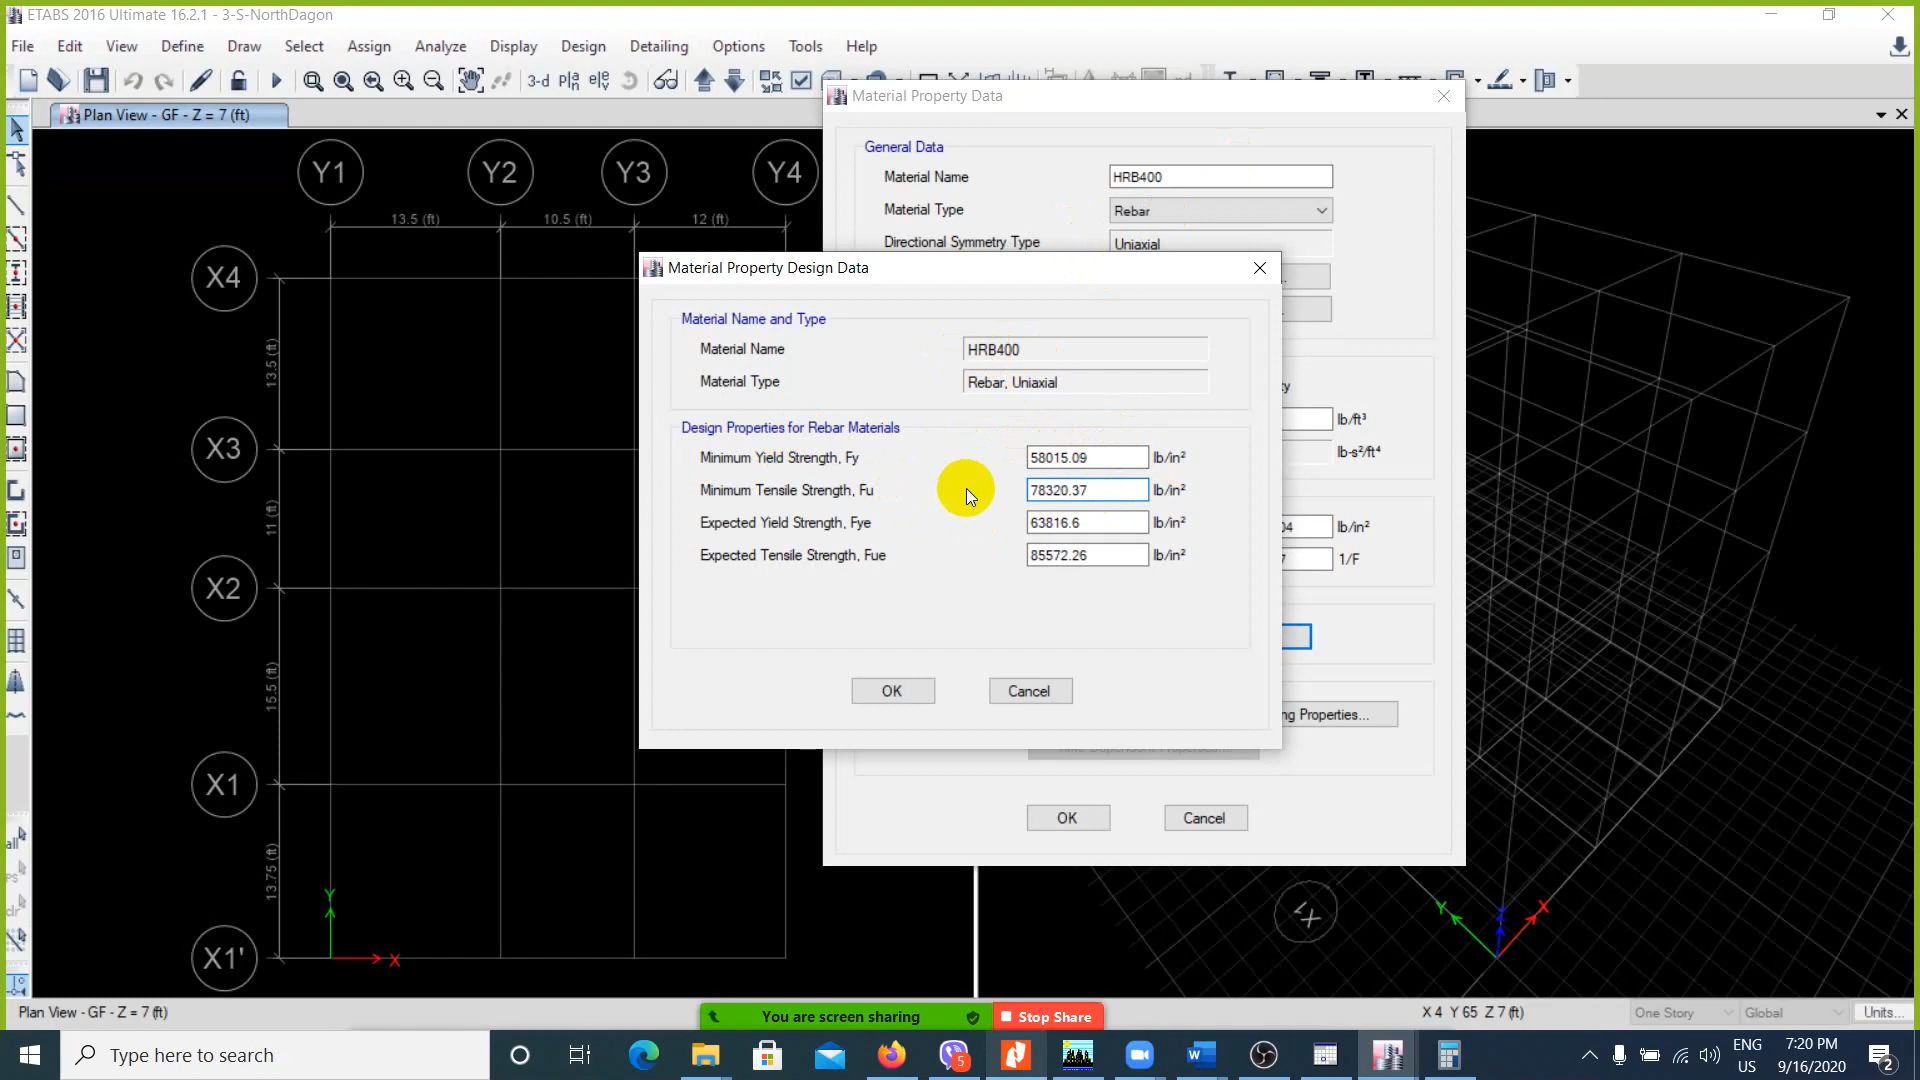 ETABS 2016 Ultimate 16.2.1 - 3-S-NorthDagon
File Edit View Define Draw Select Assign Analyze Display Design Detailing Options Tools Help
3-d
Plan View - GF - Z = 7 (ft)
Y1 Y2 Y3 Y4
13.5 (ft) 10.5 (ft) 12 (ft)
X4
13.5 (ft)
X3
11 (ft)
X2
15.5 (ft)
X1
13.75 (ft)
X1'
Y
X
Material Property Data
General Data
Material Name HRB400
Material Type Rebar
Directional Symmetry Type Uniaxial
lb/ft³
lb-s²/ft⁴
lb/in²
1/F
ng Properties...
OK Cancel
Material Property Design Data
Material Name and Type
Material Name HRB400
Material Type Rebar, Uniaxial
Design Properties for Rebar Materials
Minimum Yield Strength, Fy 58015.09 lb/in²
Minimum Tensile Strength, Fu 78320.37 lb/in²
Expected Yield Strength, Fye 63816.6 lb/in²
Expected Tensile Strength, Fue 85572.26 lb/in²
OK Cancel
Y X
Plan View - GF - Z = 7 (ft)
You are screen sharing Stop Share
X 4 Y 65 Z 7 (ft) One Story Global Units...
Type here to search
5
ENG
US
7:20 PM
9/16/2020
2